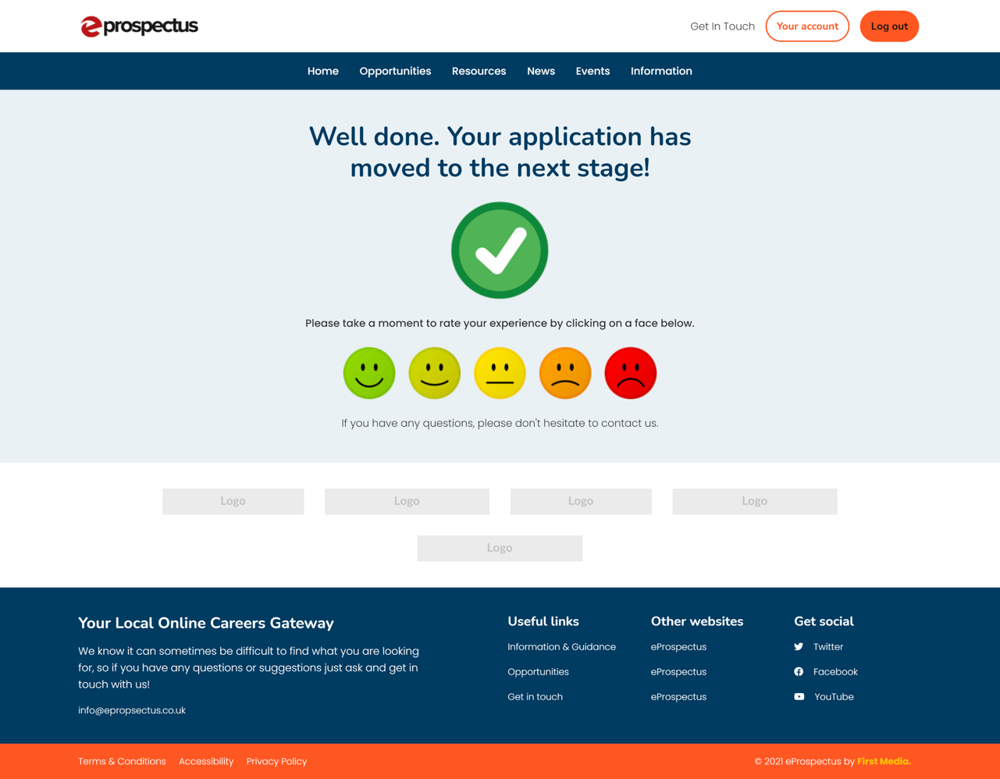 eprospectus
Get In Touch
Your account
Log out
Home
Opportunities
Resources
News
Events
Information
Well done. Your application has
moved to the next stage!
Please take a moment to rate your experience by clicking on a face below.
If you have any questions, please don't hesitate to contact us.
Logo
Logo
Logo
Logo
Logo
Your Local Online Careers Gateway
We know it can sometimes be difficult to find what you are looking
for, so if you have any questions or suggestions just ask and get in
touch with us!
info@epropsectus.co.uk
Useful links
Information & Guidance
Opportunities
Get in touch
Other websites
eProspectus
eProspectus
eProspectus
Get social
Twitter
Facebook
YouTube
Terms & Conditions
Accessibility
Privacy Policy
© 2021 eProspectus by First Media.